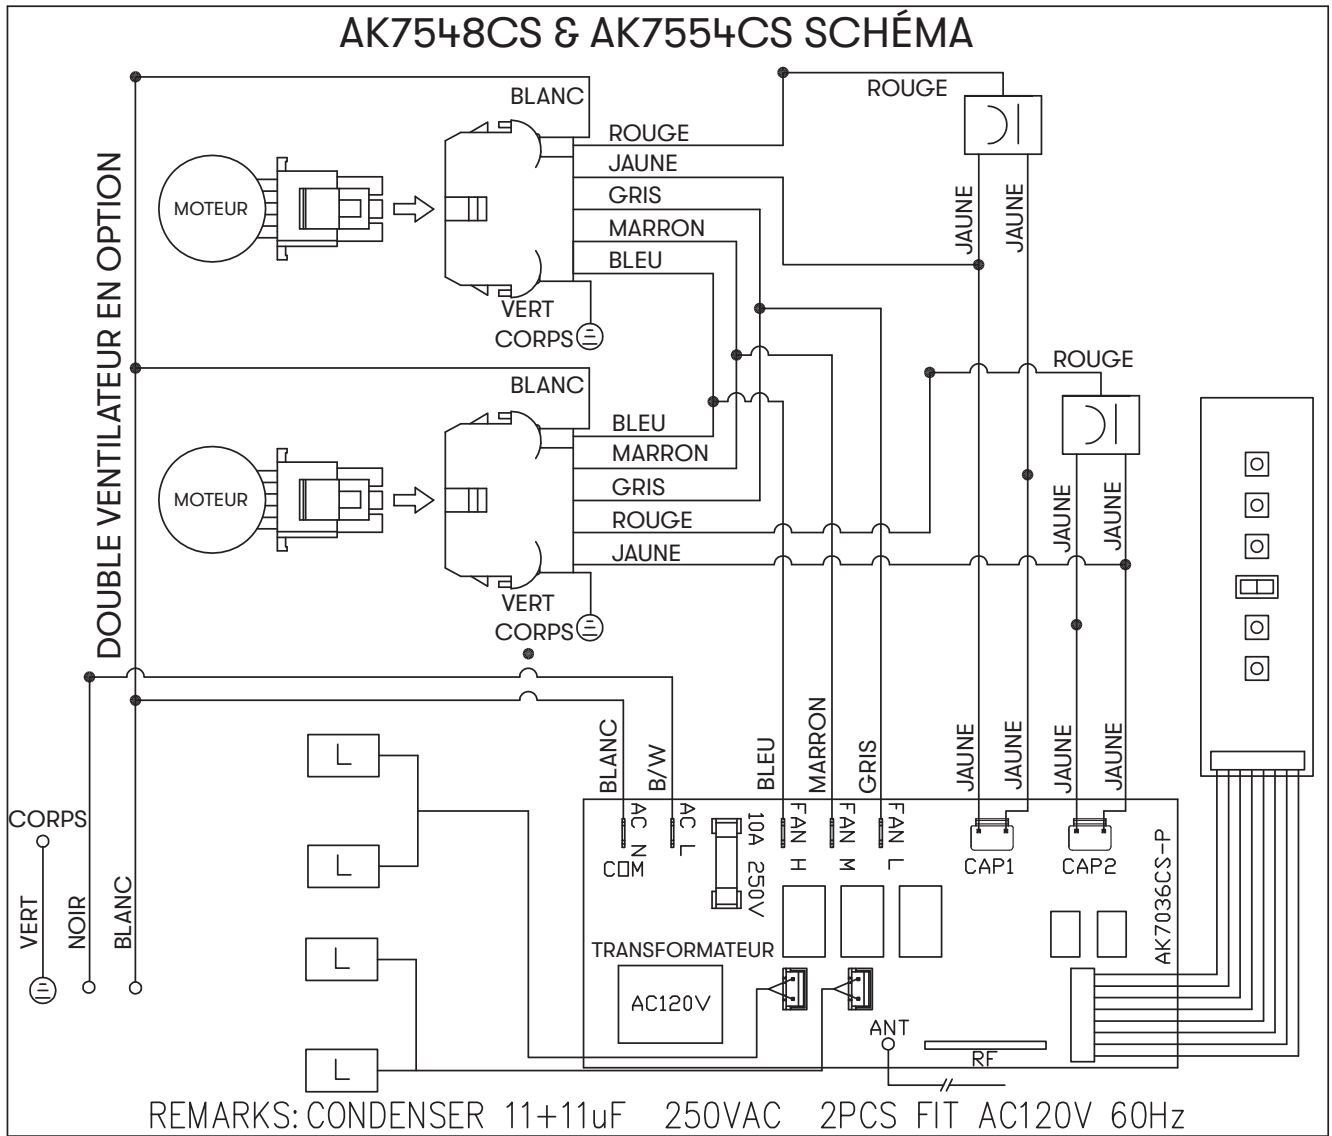 AK7548CS & AK7554CS SCHÉMA
DOUBLE VENTILATEUR EN OPTION
BLANC
ROUGE
JAUNE
GRIS
MARRON
BLEU
VERT
CORPS
MOTEUR
ROUGE
JAUNE
JAUNE
BLANC
BLEU
MARRON
GRIS
ROUGE
JAUNE
VERT
CORPS
MOTEUR
ROUGE
JAUNE
JAUNE
BLANC
B/W
BLEU
MARRON
GRIS
JAUNE
JAUNE
JAUNE
JAUNE
L
L
L
L
CORPS
VERT
NOIR
BLANC
AC N
COM
AC L
10A 250V
FAN H
FAN M
FAN L
CAP1
CAP2
AK7036CS-P
TRANSFORMATEUR
AC120V
ANT
RF
REMARKS: CONDENSER 11+11uF 250VAC 2PCS FIT AC120V 60Hz